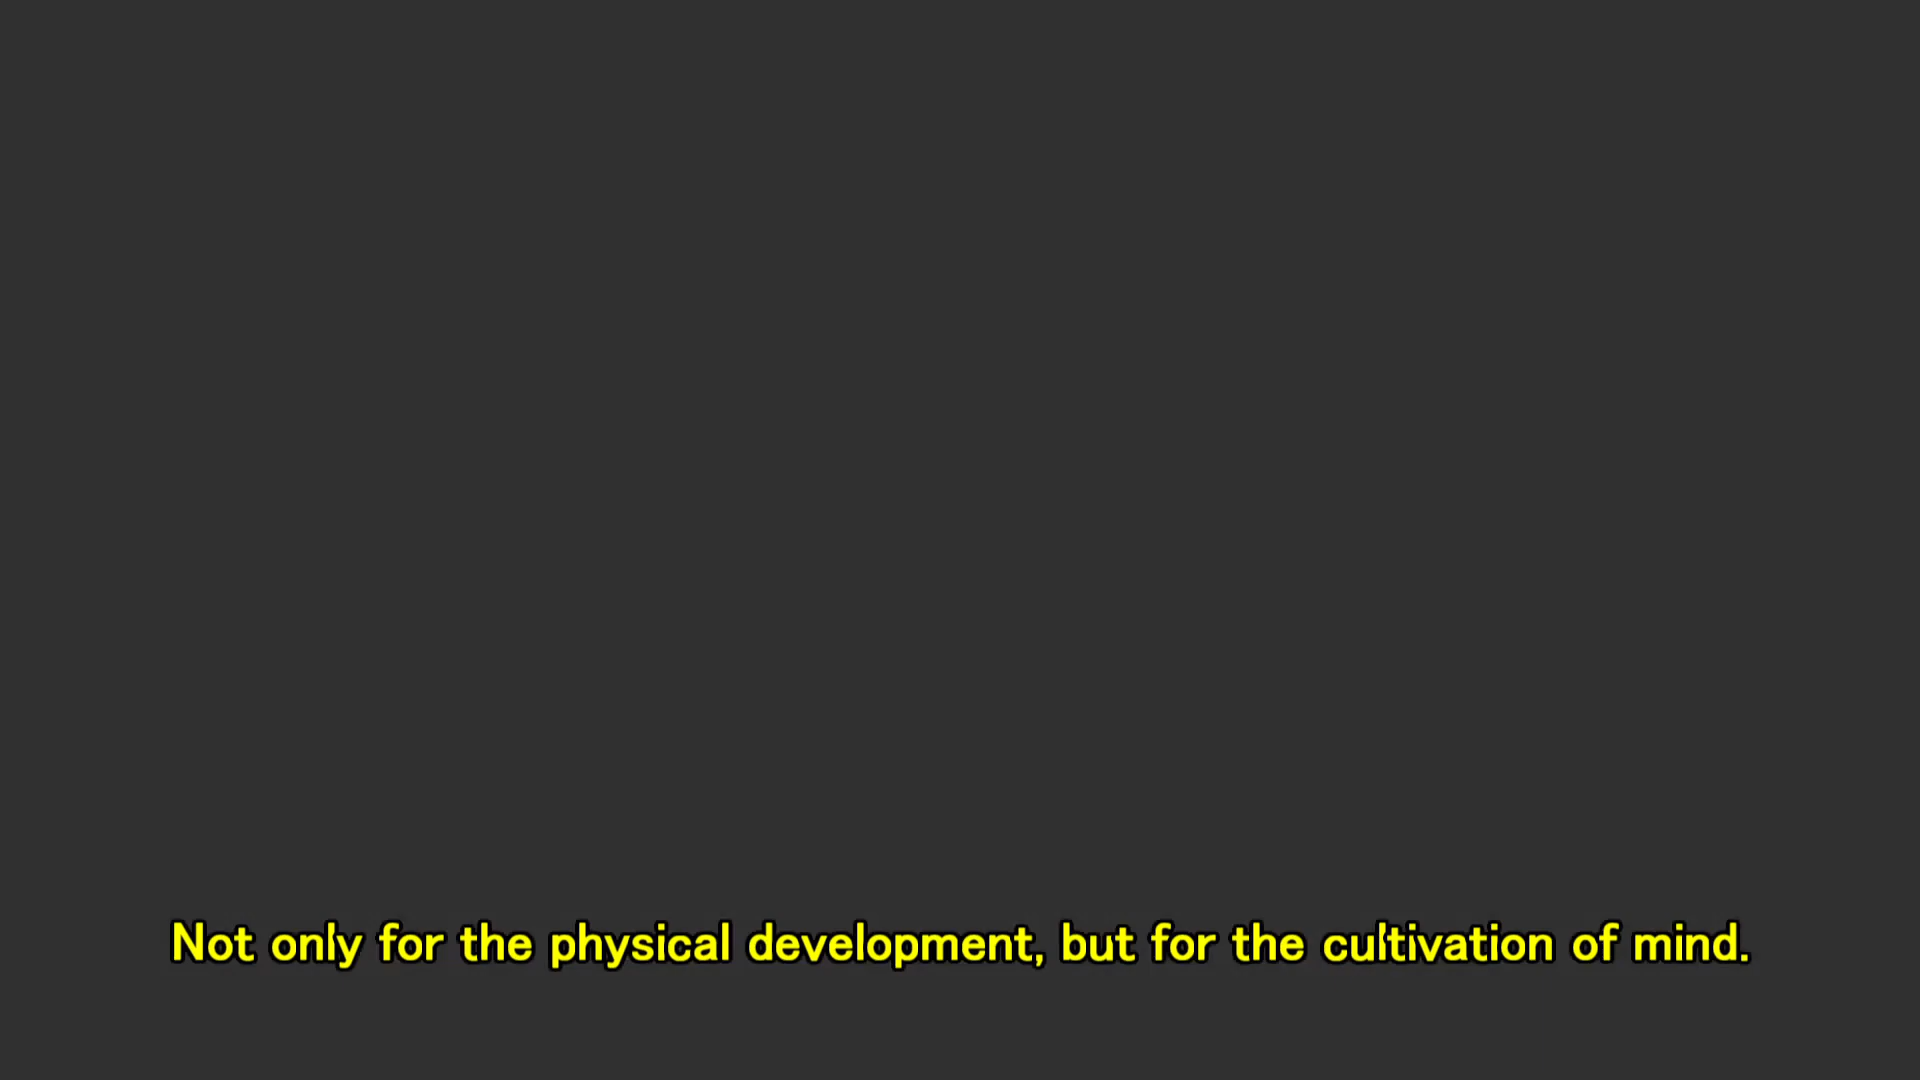 Not only for the physical development, but for the cultivation of mind.